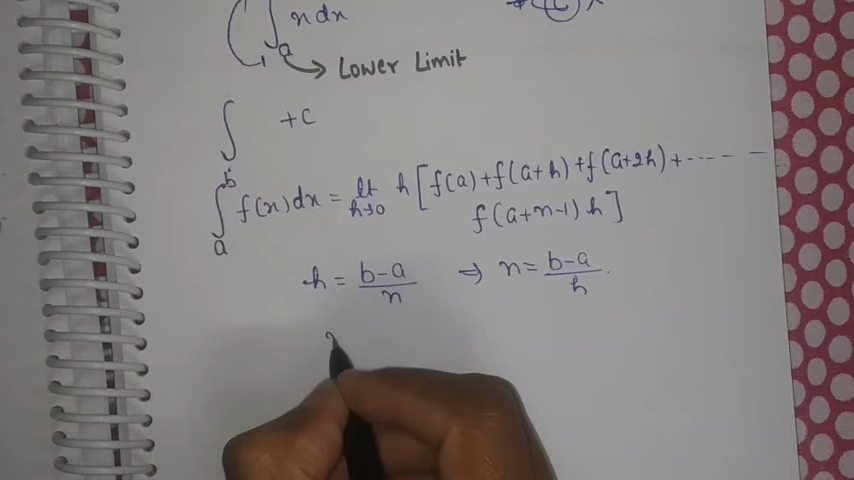 ∫ₐ x dx
Lower Limit
∫ +C
∫ₐᵇ f(x) dx = lt h→0 h [ f(a) + f(a+h) + f(a+2h) + ---- -
f(a+n-1) h ]
h = b-a/n ⇒ n = b-a/h.